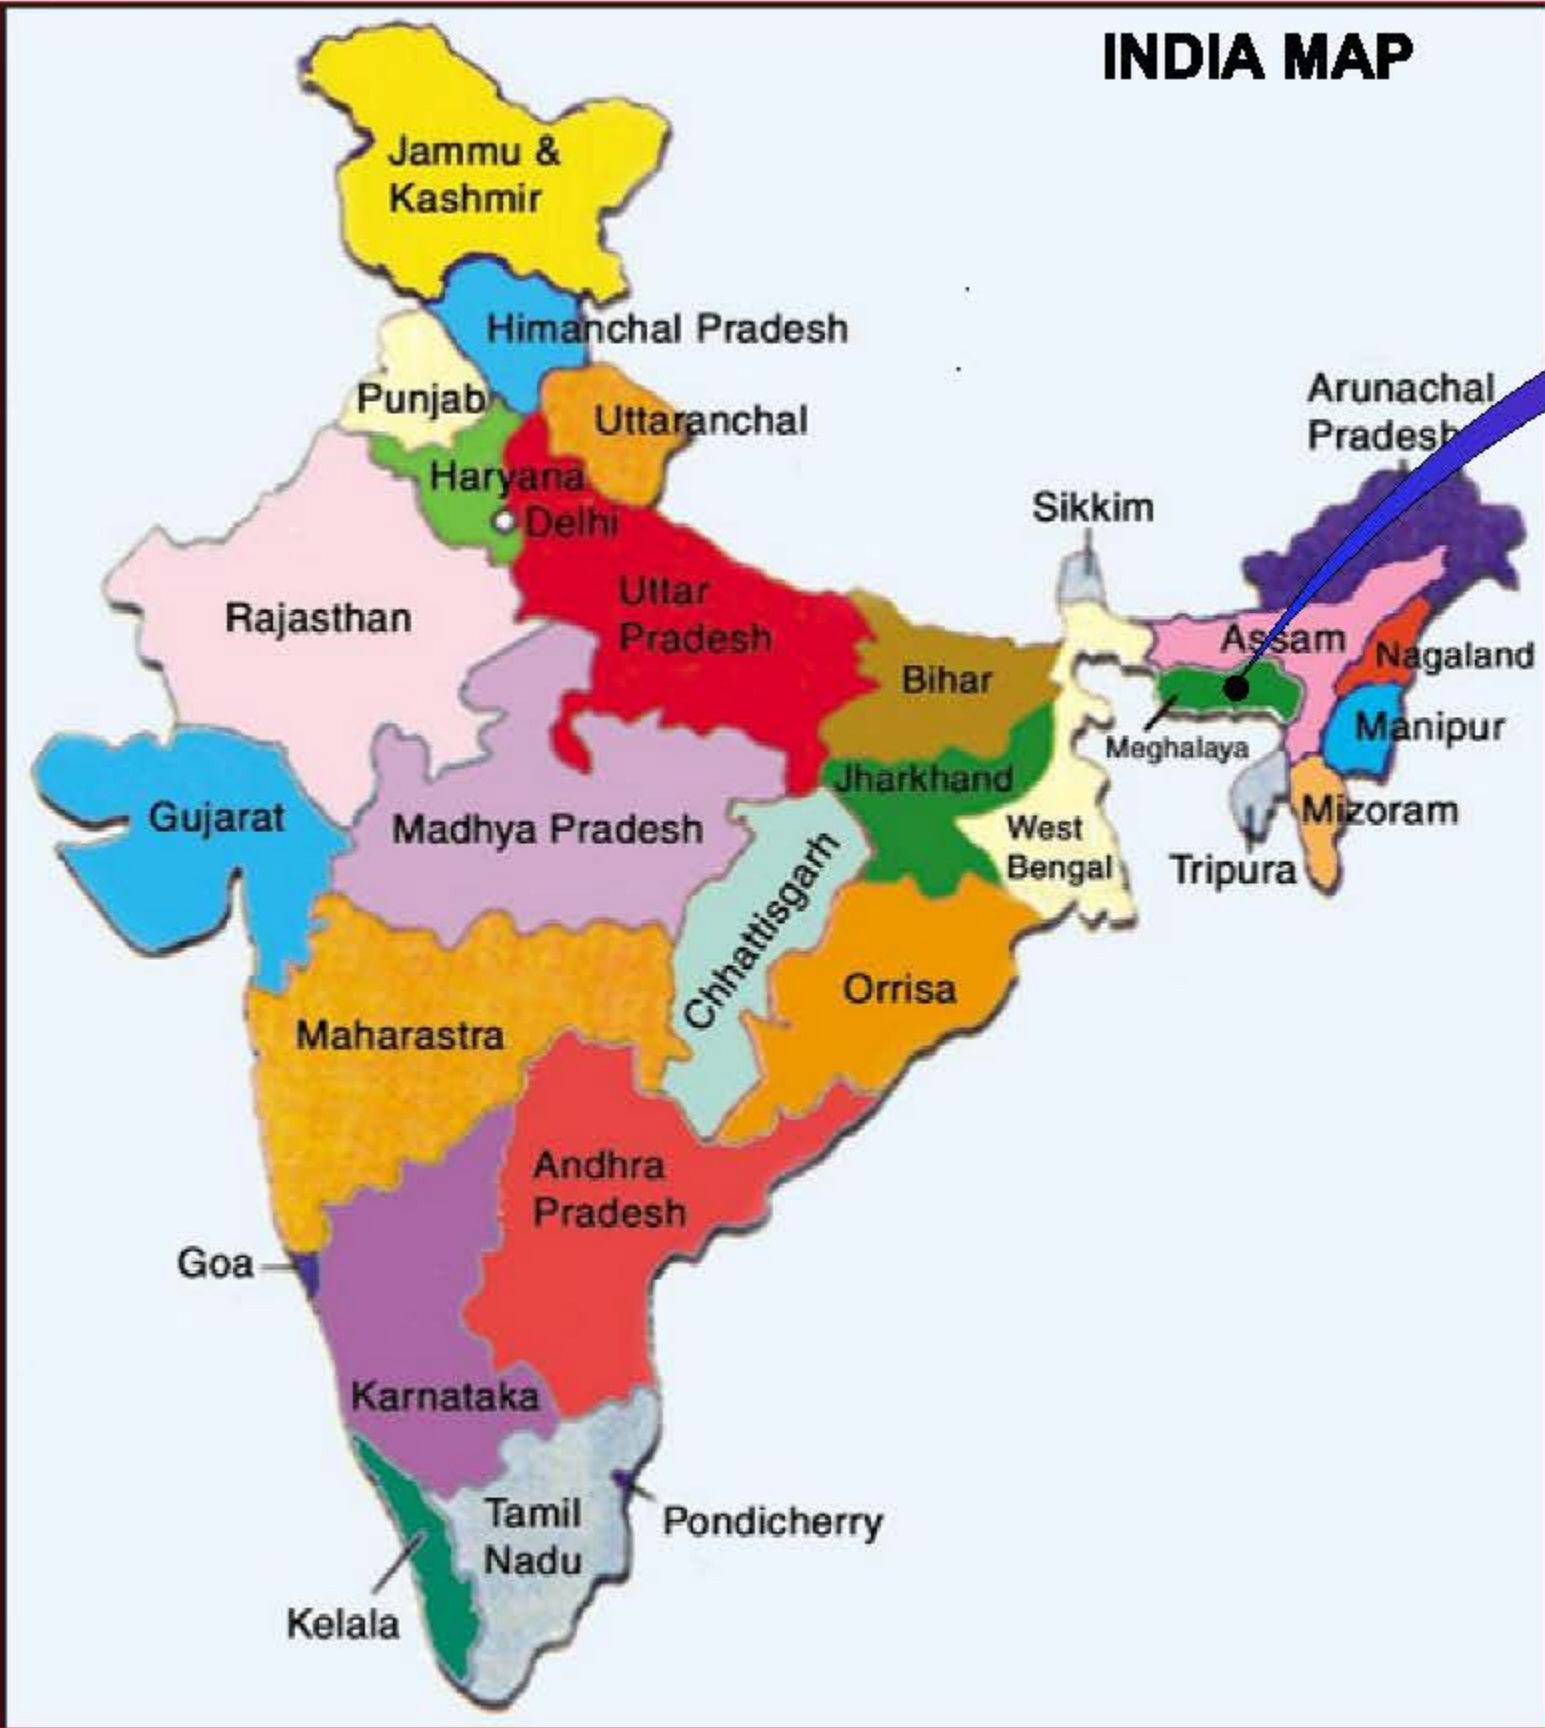 INDIA MAP
Jammu &
Kashmir
Himanchal Pradesh
Punjab
Uttaranchal
Haryana
Delhi
Arunachal
Pradesh
Sikkim
Rajasthan
Uttar
Pradesh
Bihar
Assam
Nagaland
Manipur
Meghalaya
Jharkhand
Gujarat
Madhya Pradesh
West
Bengal
Mizoram
Tripura
Chhattisgarh
Orrisa
Maharastra
Andhra
Pradesh
Goa
Karnataka
Tamil
Nadu
Pondicherry
Kelala